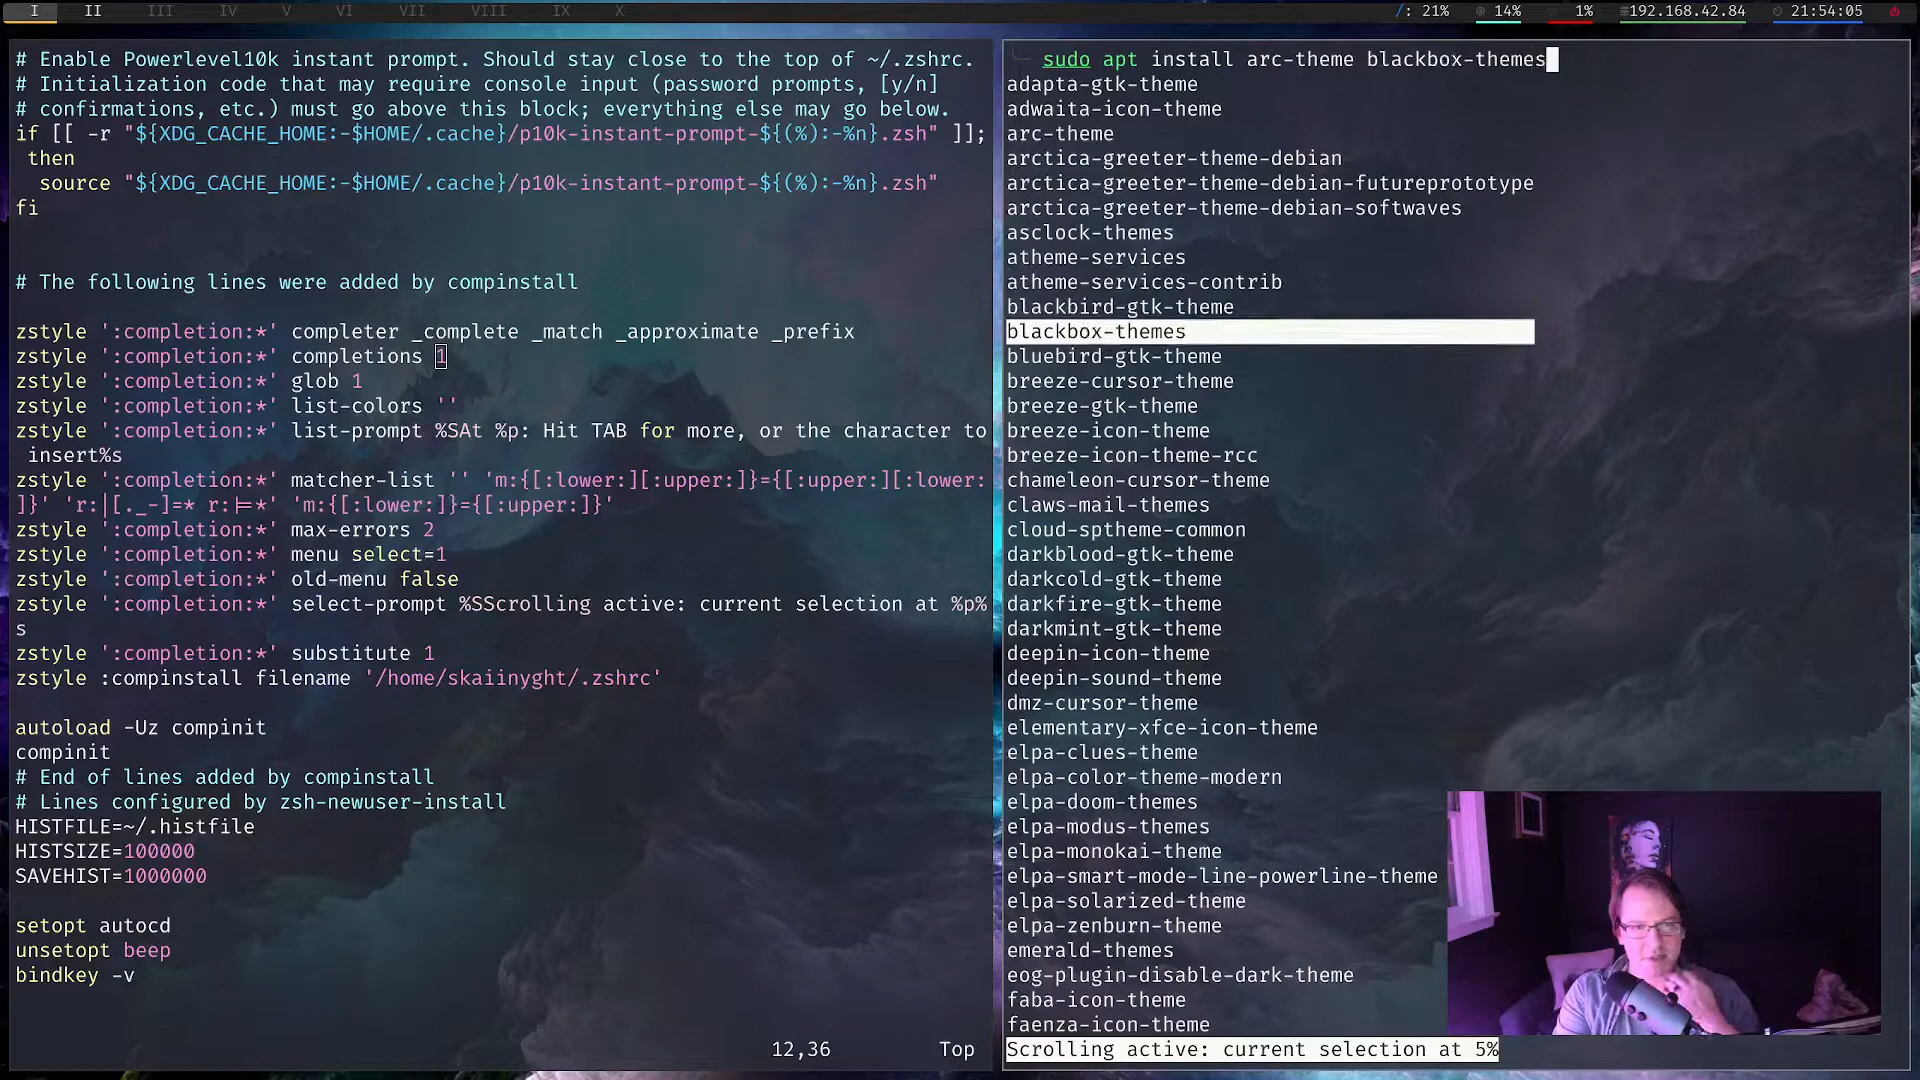 I II III IV V VI VII VIII IX X /: 21% 14% 1% 192.168.42.84 21:54:05
# Enable Powerlevel10k instant prompt. Should stay close to the top of ~/.zshrc.
# Initialization code that may require console input (password prompts, [y/n]
# confirmations, etc.) must go above this block; everything else may go below.
if [[ -r "${XDG_CACHE_HOME:-$HOME/.cache}/p10k-instant-prompt-${(%):-%n}.zsh" ]];
then
source "${XDG_CACHE_HOME:-$HOME/.cache}/p10k-instant-prompt-${(%):-%n}.zsh"
fi
# The following lines were added by compinstall
zstyle ':completion:*' completer _complete _match _approximate _prefix
zstyle ':completion:*' completions 1
zstyle ':completion:*' glob 1
zstyle ':completion:*' list-colors ''
zstyle ':completion:*' list-prompt %SAt %p: Hit TAB for more, or the character to
insert%s
zstyle ':completion:*' matcher-list '' 'm:{[:lower:][:upper:]}={[:upper:][:lower:
]}' 'r:|[._-]=* r:|=*' 'm:{[:lower:]}={[:upper:]}'
zstyle ':completion:*' max-errors 2
zstyle ':completion:*' menu select=1
zstyle ':completion:*' old-menu false
zstyle ':completion:*' select-prompt %SScrolling active: current selection at %p%
s
zstyle ':completion:*' substitute 1
zstyle :compinstall filename '/home/skaiinyght/.zshrc'
autoload -Uz compinit
compinit
# End of lines added by compinstall
# Lines configured by zsh-newuser-install
HISTFILE=~/.histfile
HISTSIZE=100000
SAVEHIST=1000000
setopt autocd
unsetopt beep
bindkey -v
12,36 Top
sudo apt install arc-theme blackbox-themes
adapta-gtk-theme
adwaita-icon-theme
arc-theme
arctica-greeter-theme-debian
arctica-greeter-theme-debian-futureprototype
arctica-greeter-theme-debian-softwaves
asclock-themes
atheme-services
atheme-services-contrib
blackbird-gtk-theme
blackbox-themes
bluebird-gtk-theme
breeze-cursor-theme
breeze-gtk-theme
breeze-icon-theme
breeze-icon-theme-rcc
chameleon-cursor-theme
claws-mail-themes
cloud-sptheme-common
darkblood-gtk-theme
darkcold-gtk-theme
darkfire-gtk-theme
darkmint-gtk-theme
deepin-icon-theme
deepin-sound-theme
dmz-cursor-theme
elementary-xfce-icon-theme
elpa-clues-theme
elpa-color-theme-modern
elpa-doom-themes
elpa-modus-themes
elpa-monokai-theme
elpa-smart-mode-line-powerline-theme
elpa-solarized-theme
elpa-zenburn-theme
emerald-themes
eog-plugin-disable-dark-theme
faba-icon-theme
faenza-icon-theme
Scrolling active: current selection at 5%